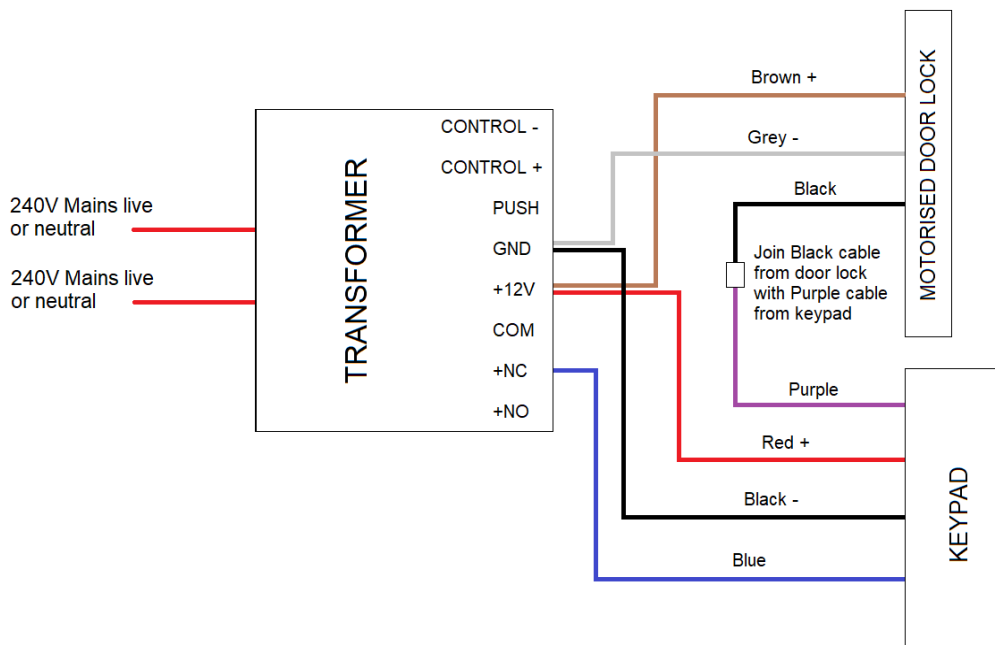 240V Mains live
or neutral
240V Mains live
or neutral
TRANSFORMER
CONTROL -
CONTROL +
PUSH
GND
+12V
COM
+NC
+NO
Brown +
Grey -
Black
Join Black cable
from door lock
with Purple cable
from keypad
Purple
Red +
Black -
Blue
MOTORISED DOOR LOCK
KEYPAD